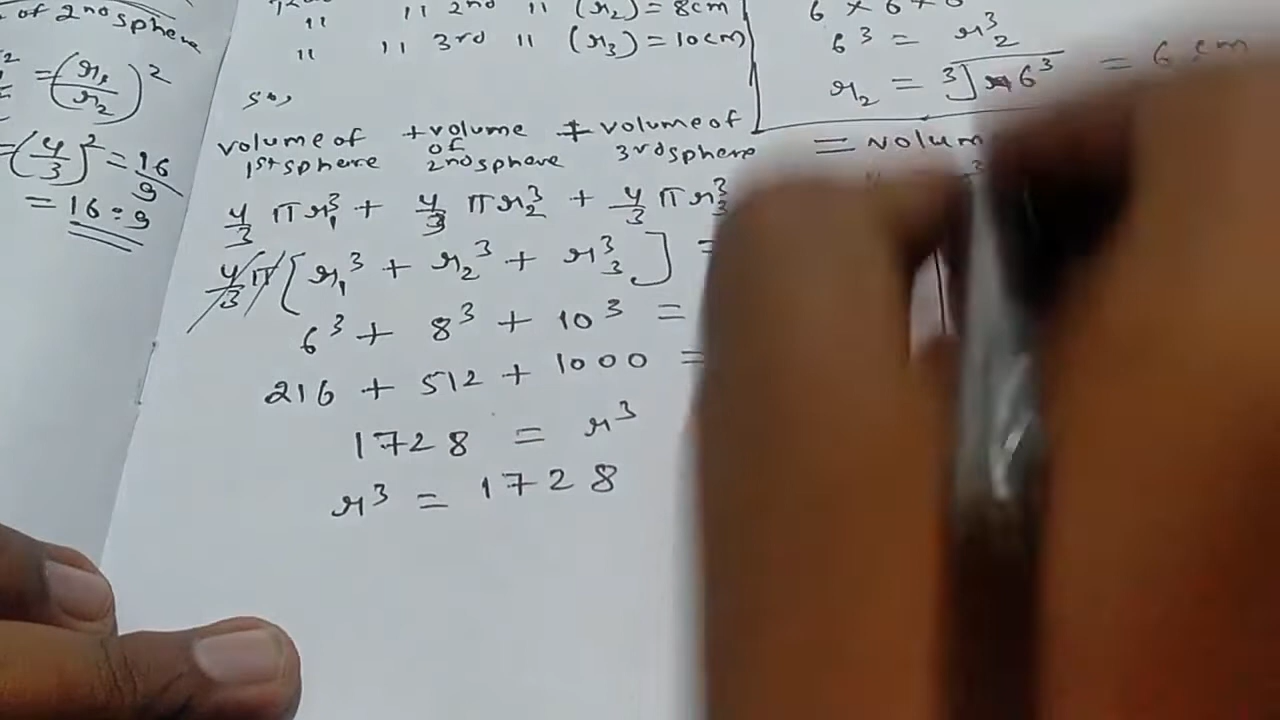 of 2nd sphere
= (r₁/r₂)²
= (4/3)² = 16/9
= 16 : 9
" " 2nd " (r₂) = 8cm
" " 3rd " (r₃) = 10cm
so,
volume of 1st sphere + volume of 2nd sphere + volume of 3rd sphere = volum
4/3 πr₁³ + 4/3 πr₂³ + 4/3 πr₃³
4/3 π [r₁³ + r₂³ + r₃³] =
6³ + 8³ + 10³ =
216 + 512 + 1000 =
1728 = r³
r³ = 1728
6³ = r₂³
r₂ = ³√6³ = 6 cm